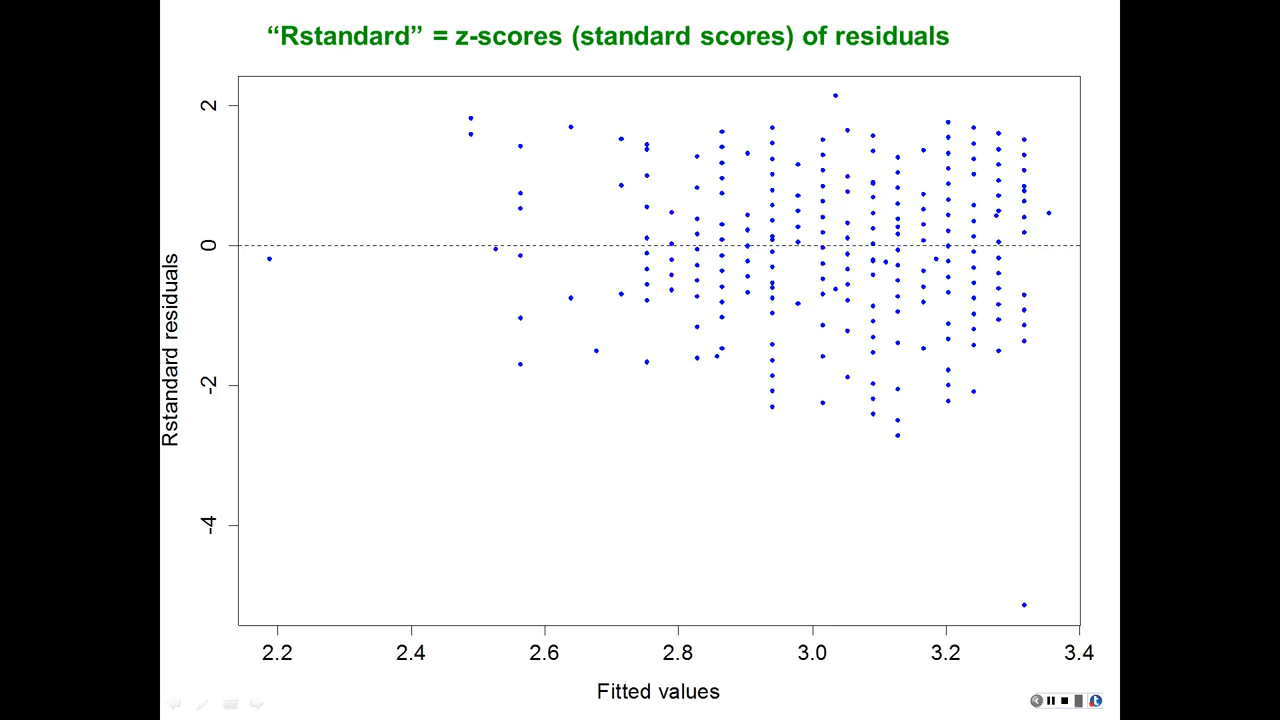 “Rstandard” = z-scores (standard scores) of residuals
2
0
-2
-4
Rstandard residuals
2.2 2.4 2.6 2.8 3.0 3.2 3.4
Fitted values